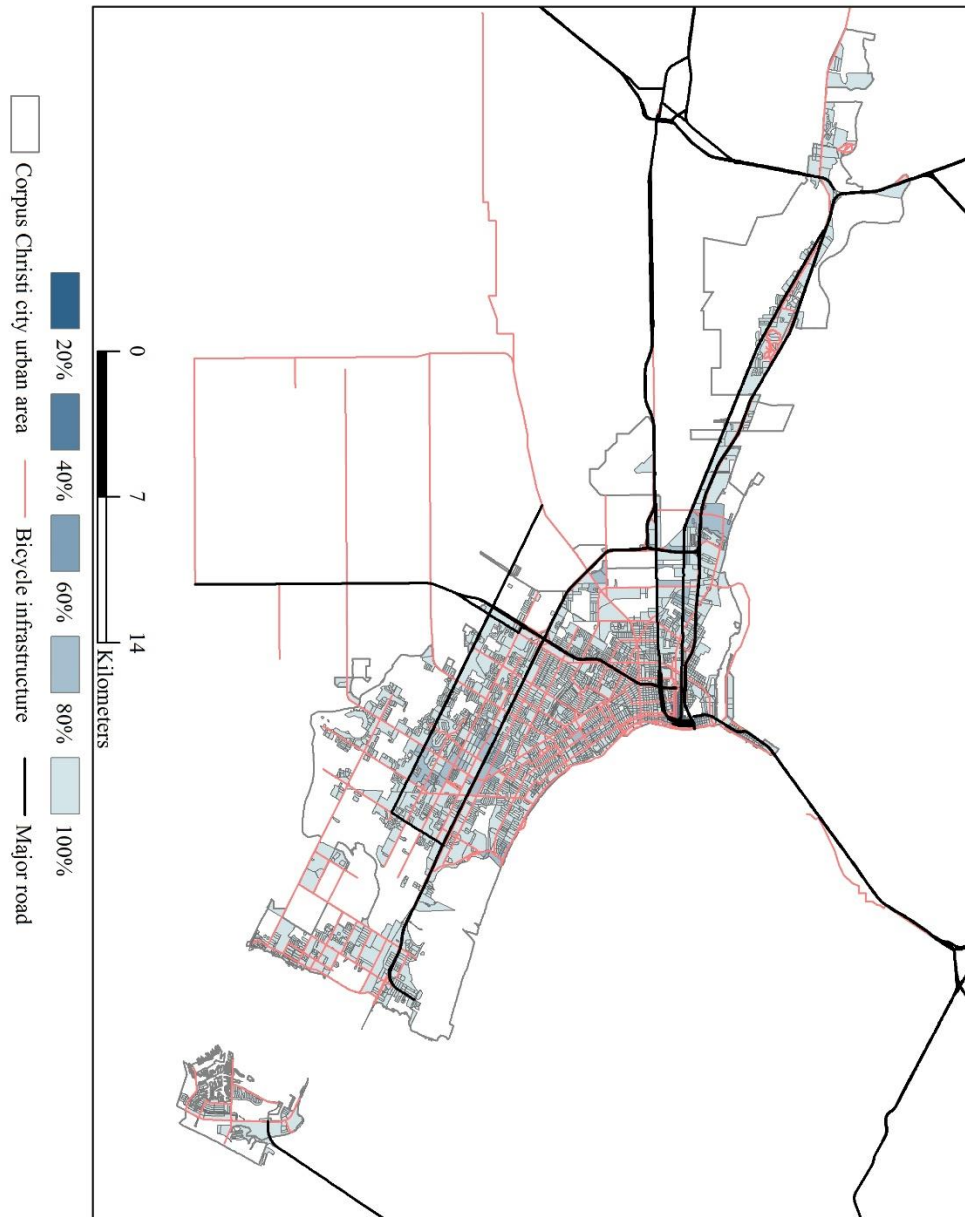 0 7 14
Kilometers
20% 40% 60% 80% 100%
Corpus Christi city urban area Bicycle infrastructure Major road